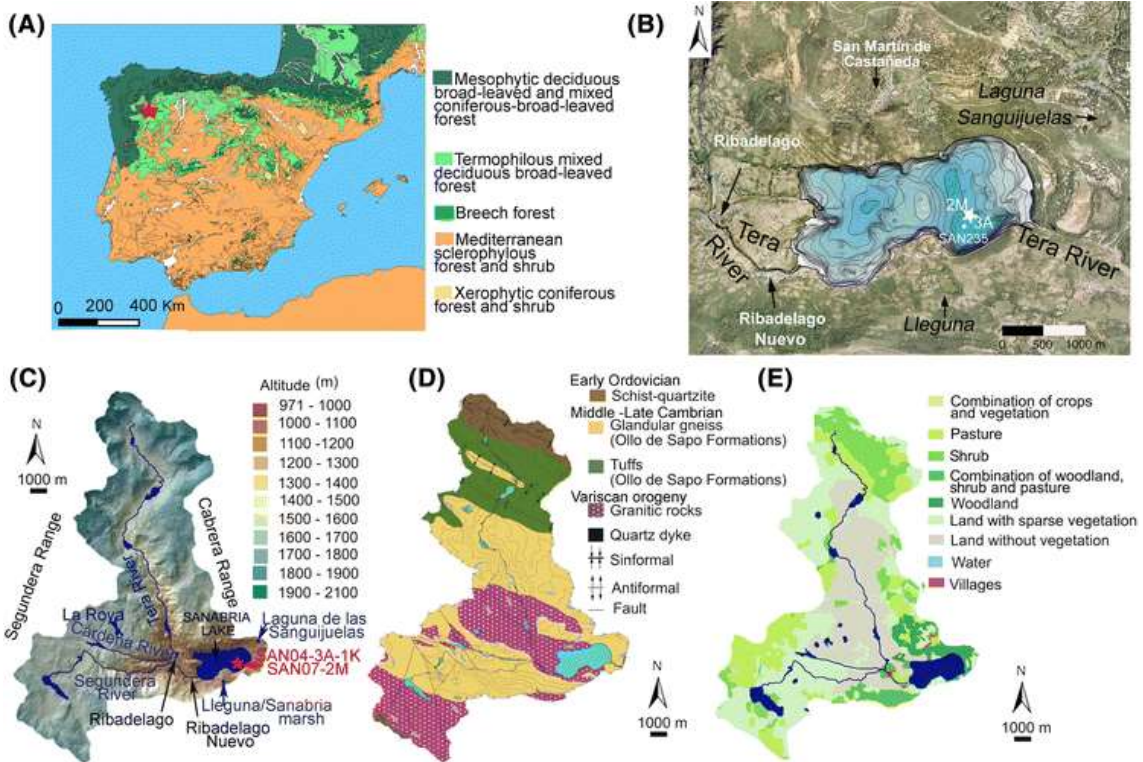 (A)
Mesophytic deciduous
broad-leaved and mixed
coniferous-broad-leaved
forest
Termophilous mixed
deciduous broad-leaved
forest
Breech forest
Mediterranean
sclerophylous
forest and shrub
Xerophytic coniferous
forest and shrub
0 200 400 Km
(B)
N
San Martín de
Castañeda
Laguna
Sanguijuelas
Ribadelago
2M
3A
SAN235
Tera
River
Tera River
Ribadelago
Nuevo
Lleguna
0 500 1000 m
(C)
N
1000 m
Altitude (m)
971 - 1000
1000 - 1100
1100 -1200
1200 - 1300
1300 - 1400
1400 - 1500
1500 - 1600
1600 - 1700
1700 - 1800
1800 - 1900
1900 - 2100
Segundera Range
Cabrera Range
Tera River
La Roya
Cárdena River
SANABRIA
LAKE
Laguna de las
Sanguijuelas
SAN04-3A-1K
SAN07-2M
Segundera
River
Ribadelago
Lleguna/Sanabria
marsh
Ribadelago
Nuevo
(D)
Early Ordovician
Schist-quartzite
Middle -Late Cambrian
Glandular gneiss
(Ollo de Sapo Formations)
Tuffs
(Ollo de Sapo Formations)
Variscan orogeny
Granitic rocks
Quartz dyke
Sinformal
Antiformal
Fault
N
1000 m
(E)
Combination of crops
and vegetation
Pasture
Shrub
Combination of woodland,
shrub and pasture
Woodland
Land with sparse vegetation
Land without vegetation
Water
Villages
N
1000 m